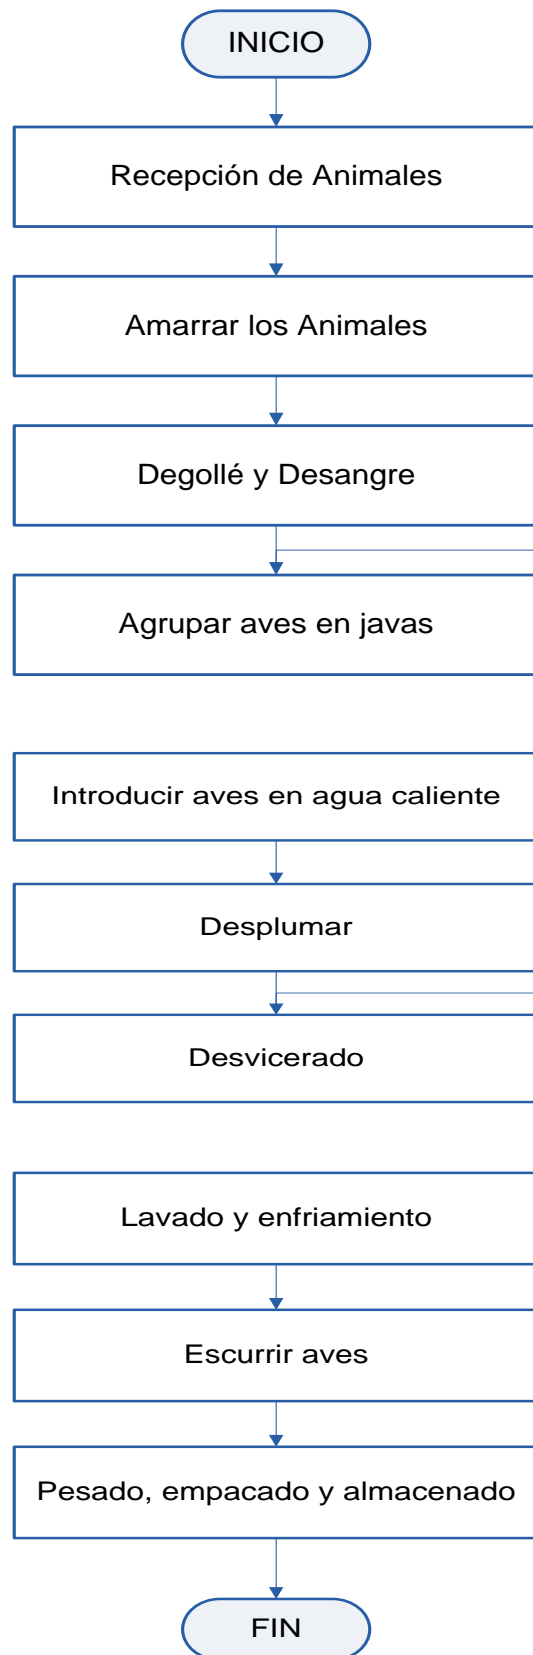 INICIO
Recepción de Animales
Amarrar los Animales
Degollé y Desangre
Agrupar aves en javas
Introducir aves en agua caliente
Desplumar
Desvicerado
Lavado y enfriamiento
Escurrir aves
Pesado, empacado y almacenado
FIN